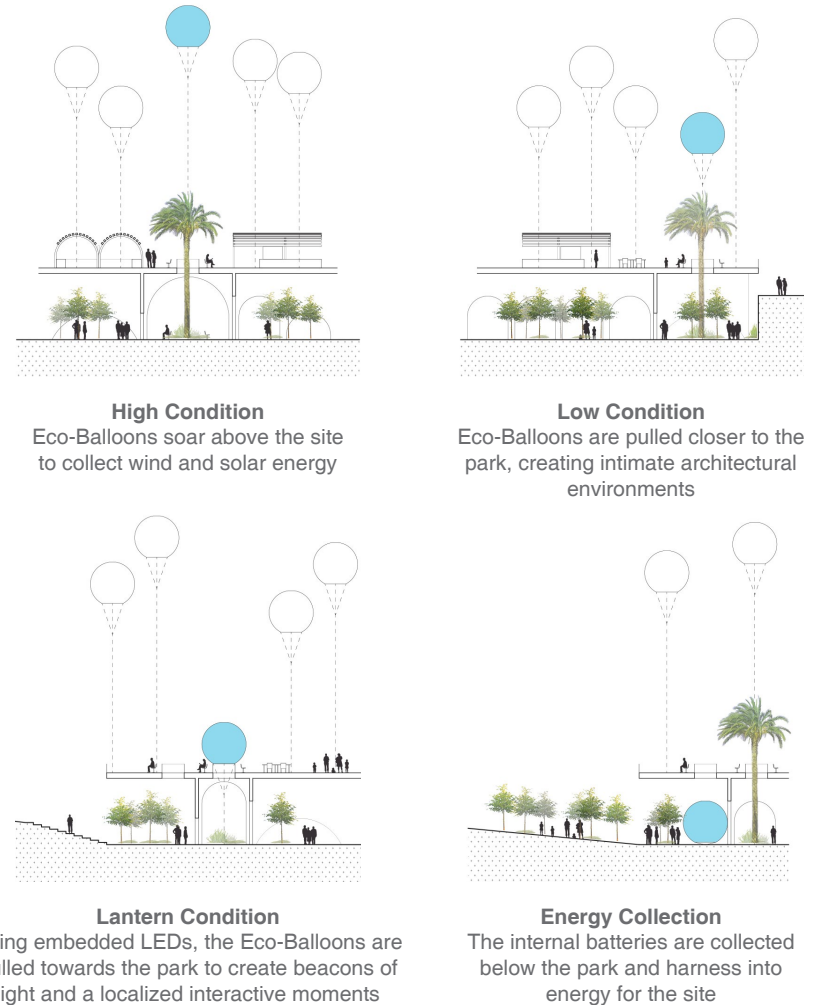 High Condition
Eco-Balloons soar above the site
to collect wind and solar energy
Low Condition
Eco-Balloons are pulled closer to the
park, creating intimate architectural
environments
Lantern Condition
embedded LEDs, the Eco-Balloons are
towards the park to create beacons of
and a localized interactive moments
Energy Collection
The internal batteries are collected
below the park and harness into
energy for the site